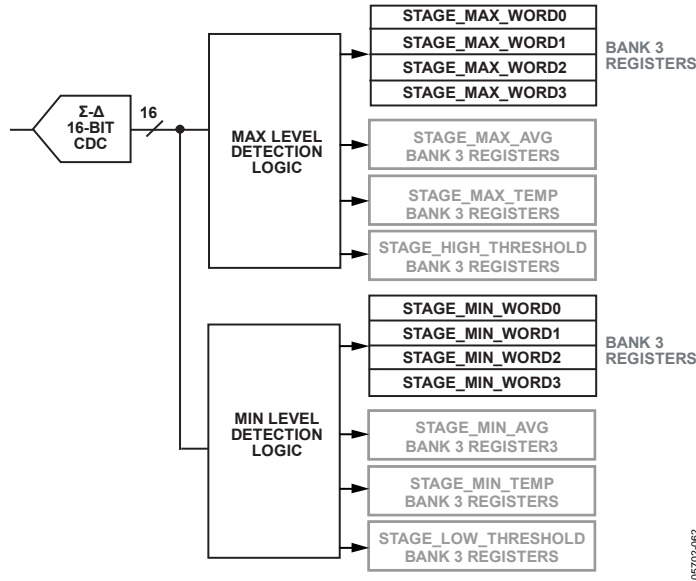 Σ-Δ
16-BIT
CDC
16
MAX LEVEL
DETECTION
LOGIC
STAGE_MAX_WORD0
STAGE_MAX_WORD1
STAGE_MAX_WORD2
STAGE_MAX_WORD3
BANK 3
REGISTERS
STAGE_MAX_AVG
BANK 3 REGISTERS
STAGE_MAX_TEMP
BANK 3 REGISTERS
STAGE_HIGH_THRESHOLD
BANK 3 REGISTERS
MIN LEVEL
DETECTION
LOGIC
STAGE_MIN_WORD0
STAGE_MIN_WORD1
STAGE_MIN_WORD2
STAGE_MIN_WORD3
BANK 3
REGISTERS
STAGE_MIN_AVG
BANK 3 REGISTER3
STAGE_MIN_TEMP
BANK 3 REGISTERS
STAGE_LOW_THRESHOLD
BANK 3 REGISTERS